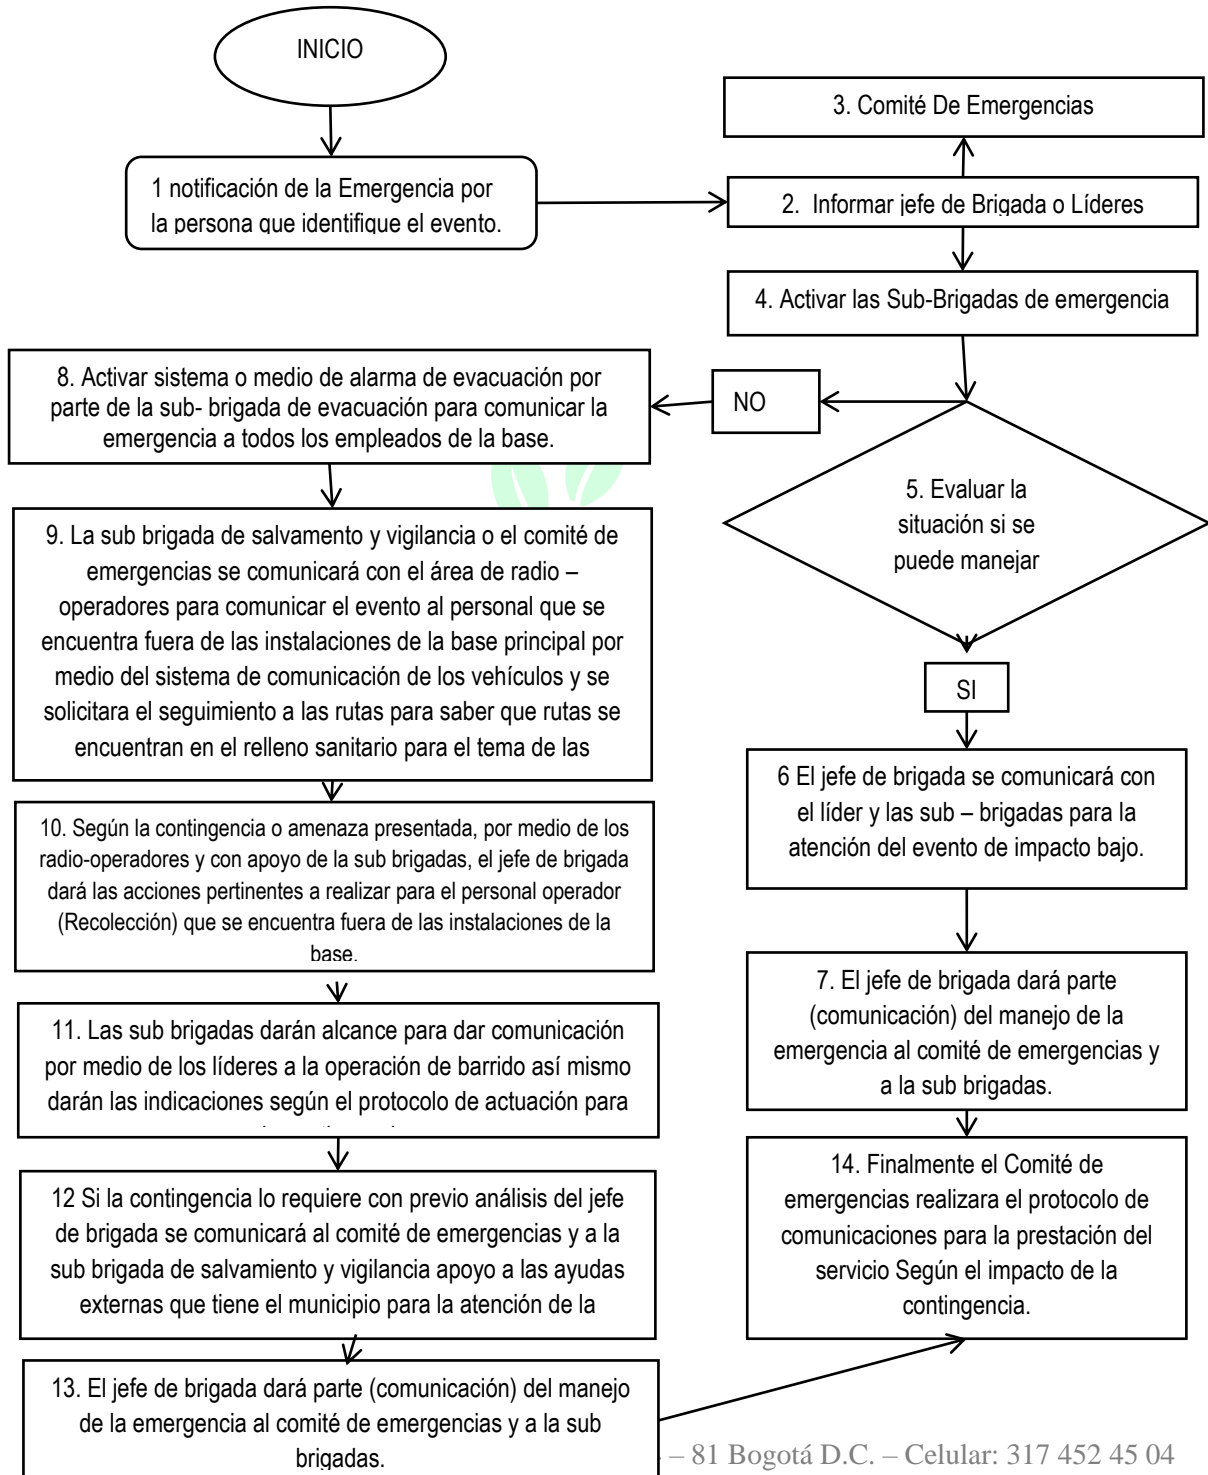 INICIO
1 notificación de la Emergencia por
la persona que identifique el evento.
3. Comité De Emergencias
2. Informar jefe de Brigada o Líderes
4. Activar las Sub-Brigadas de emergencia
NO
5. Evaluar la
situación si se
puede manejar
SI
6 El jefe de brigada se comunicará con
el líder y las sub – brigadas para la
atención del evento de impacto bajo.
7. El jefe de brigada dará parte
(comunicación) del manejo de la
emergencia al comité de emergencias y
a la sub brigadas.
8. Activar sistema o medio de alarma de evacuación por
parte de la sub- brigada de evacuación para comunicar la
emergencia a todos los empleados de la base.
9. La sub brigada de salvamento y vigilancia o el comité de
emergencias se comunicará con el área de radio –
operadores para comunicar el evento al personal que se
encuentra fuera de las instalaciones de la base principal por
medio del sistema de comunicación de los vehículos y se
solicitara el seguimiento a las rutas para saber que rutas se
encuentran en el relleno sanitario para el tema de las
10. Según la contingencia o amenaza presentada, por medio de los
radio-operadores y con apoyo de la sub brigadas, el jefe de brigada
dará las acciones pertinentes a realizar para el personal operador
(Recolección) que se encuentra fuera de las instalaciones de la
base.
11. Las sub brigadas darán alcance para dar comunicación
por medio de los líderes a la operación de barrido así mismo
darán las indicaciones según el protocolo de actuación para
12 Si la contingencia lo requiere con previo análisis del jefe
de brigada se comunicará al comité de emergencias y a la
sub brigada de salvamiento y vigilancia apoyo a las ayudas
externas que tiene el municipio para la atención de la
13. El jefe de brigada dará parte (comunicación) del manejo
de la emergencia al comité de emergencias y a la sub
brigadas.
14. Finalmente el Comité de
emergencias realizara el protocolo de
comunicaciones para la prestación del
servicio Según el impacto de la
contingencia.
– 81 Bogotá D.C. – Celular: 317 452 45 04